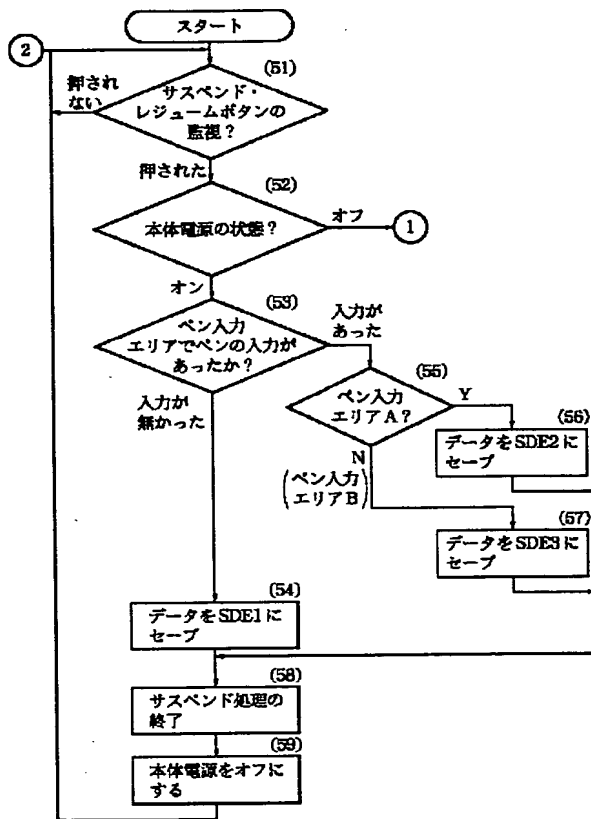 スタート
2
(51)
押され
ない
サスペンド・
レジュームボタンの
監視？
押された
(52)
本体電源の状態？
オフ
1
オン
(53)
ペン入力
エリアでペンの入力が
あったか？
入力が
あった
(55)
ペン入力
エリアA？
Y
(56)
データをSDE2に
セーブ
入力が
無かった
N
(ペン入力
エリアB)
(57)
データをSDE3に
セーブ
(54)
データをSDE1に
セーブ
(58)
サスペンド処理の
終了
(59)
本体電源をオフに
する